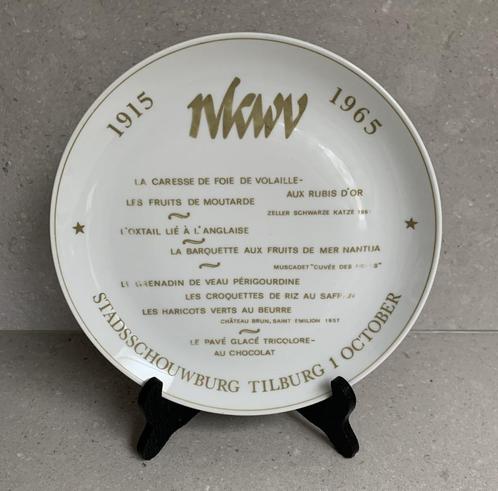 1915
nkwv
1965
LA CARESSE DE FOIE DE VOLAILLE-
AUX RUBIS D'OR
LES FRUITS DE MOUTARDE
ZELLER SCHWARZE KATZE
L'OXTAIL LIÉ À L'ANGLAISE
LA BARQUETTE AUX FRUITS DE MER NANTUA
MUSCADET "CUVÉE DES
LE GRENADIN DE VEAU PÉRIGOURDINE
LES CROQUETTES DE RIZ AU SAFRAN
LES HARICOTS VERTS AU BEURRE
CHÂTEAU BRUN, SAINT EMILION 1957
LE PAVÉ GLACÉ TRICOLORE-
AU CHOCOLAT
STADSSCHOUWBURG TILBURG 1 OCTOBER